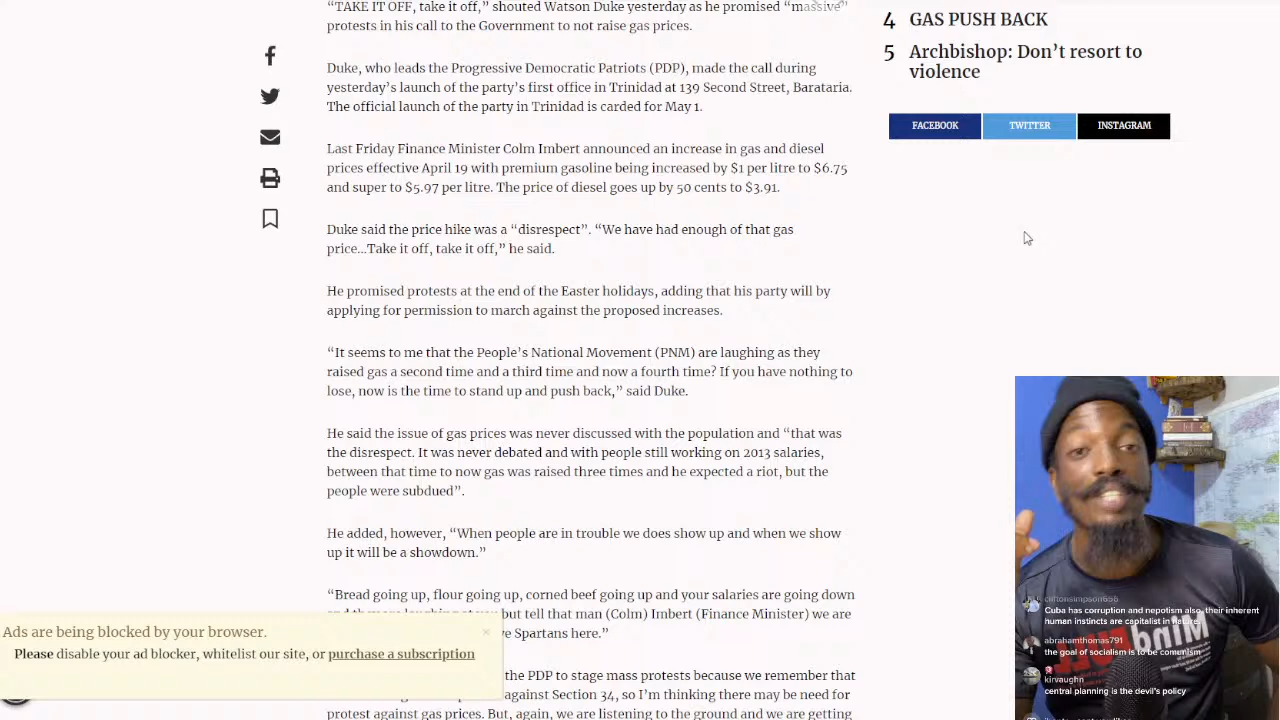 “TAKE IT OFF, take it off,” shouted Watson Duke yesterday as he promised “massive”
protests in his call to the Government to not raise gas prices.
Duke, who leads the Progressive Democratic Patriots (PDP), made the call during
yesterday’s launch of the party’s first office in Trinidad at 139 Second Street, Barataria.
The official launch of the party in Trinidad is carded for May 1.
Last Friday Finance Minister Colm Imbert announced an increase in gas and diesel
prices effective April 19 with premium gasoline being increased by $1 per litre to $6.75
and super to $5.97 per litre. The price of diesel goes up by 50 cents to $3.91.
Duke said the price hike was a “disrespect”. “We have had enough of that gas
price...Take it off, take it off,” he said.
He promised protests at the end of the Easter holidays, adding that his party will by
applying for permission to march against the proposed increases.
“It seems to me that the People’s National Movement (PNM) are laughing as they
raised gas a second time and a third time and now a fourth time? If you have nothing to
lose, now is the time to stand up and push back,” said Duke.
He said the issue of gas prices was never discussed with the population and “that was
the disrespect. It was never debated and with people still working on 2013 salaries,
between that time to now gas was raised three times and he expected a riot, but the
people were subdued”.
He added, however, “When people are in trouble we does show up and when we show
up it will be a showdown.”
“Bread going up, flour going up, corned beef going up and your salaries are going down
but tell that man (Colm) Imbert (Finance Minister) we are
Spartans here.”
the PDP to stage mass protests because we remember that
against Section 34, so I’m thinking there may be need for
protest against gas prices. But, again, we are listening to the ground and we are getting
Ads are being blocked by your browser.
×
Please disable your ad blocker, whitelist our site, or purchase a subscription
4 GAS PUSH BACK
5 Archbishop: Don’t resort to
violence
FACEBOOK TWITTER INSTAGRAM
cliftonsimpson656
Cuba has corruption and nepotism also, their inherent
human instincts are capitalist in nature.
abrahamthomas791
the goal of socialism is to be communism
kirvaughn
central planning is the devil's policy